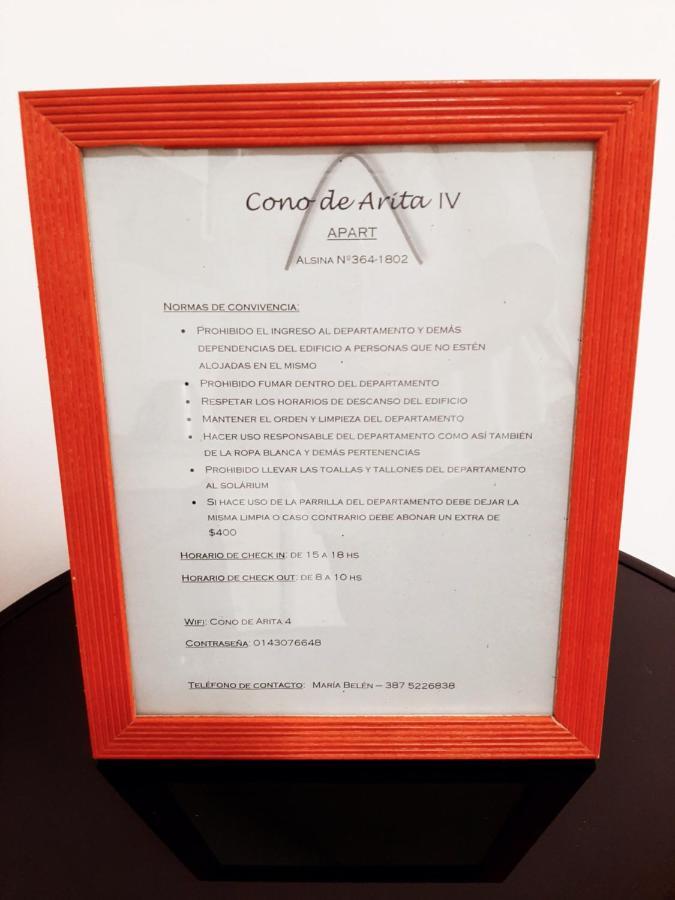 Cono de Arita IV
APART
ALSINA Nº364-1802
NORMAS DE CONVIVENCIA:
• PROHIBIDO EL INGRESO AL DEPARTAMENTO Y DEMÁS
DEPENDENCIAS DEL EDIFICIO A PERSONAS QUE NO ESTÉN
ALOJADAS EN EL MISMO
• PROHIBIDO FUMAR DENTRO DEL DEPARTAMENTO
• RESPETAR LOS HORARIOS DE DESCANSO DEL EDIFICIO
• MANTENER EL ORDEN Y LIMPIEZA DEL DEPARTAMENTO
• HACER USO RESPONSABLE DEL DEPARTAMENTO COMO ASÍ TAMBIÉN
DE LA ROPA BLANCA Y DEMÁS PERTENENCIAS
• PROHIBIDO LLEVAR LAS TOALLAS Y TALLONES DEL DEPARTAMENTO
AL SOLÁRIUM
• SI HACE USO DE LA PARRILLA DEL DEPARTAMENTO DEBE DEJAR LA
MISMA LIMPIA O CASO CONTRARIO DEBE ABONAR UN EXTRA DE
$400
HORARIO DE CHECK IN: DE 15 A 18 HS
HORARIO DE CHECK OUT: DE 8 A 10 HS
WIFI: CONO DE ARITA 4
CONTRASEÑA: 0143076648
TELÉFONO DE CONTACTO: MARÍA BELÉN – 387 5226838